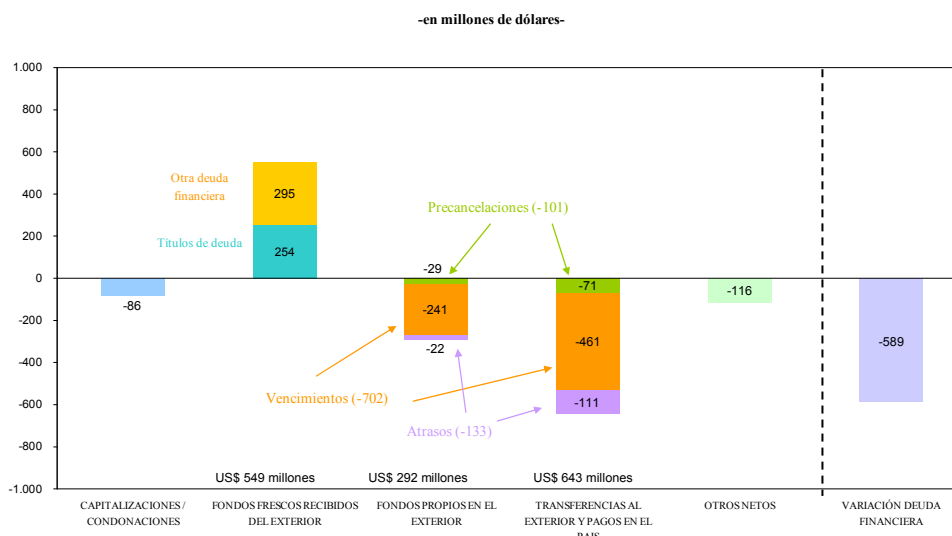 -en millones de dólares-
1.000
800
600
400
200
0
-200
-400
-600
-800
-1.000
Otra deuda
financiera
Títulos de deuda
295
254
Precancelaciones (-101)
-86
-29
-241
-22
-71
-461
-111
-116
-589
Vencimientos (-702)
Atrasos (-133)
US$ 549 millones
US$ 292 millones
US$ 643 millones
CAPITALIZACIONES /
CONDONACIONES
FONDOS FRESCOS RECIBIDOS
DEL EXTERIOR
FONDOS PROPIOS EN EL
EXTERIOR
TRANSFERENCIAS AL
EXTERIOR Y PAGOS EN EL
PAIS
OTROS NETOS
VARIACIÓN DEUDA
FINANCIERA